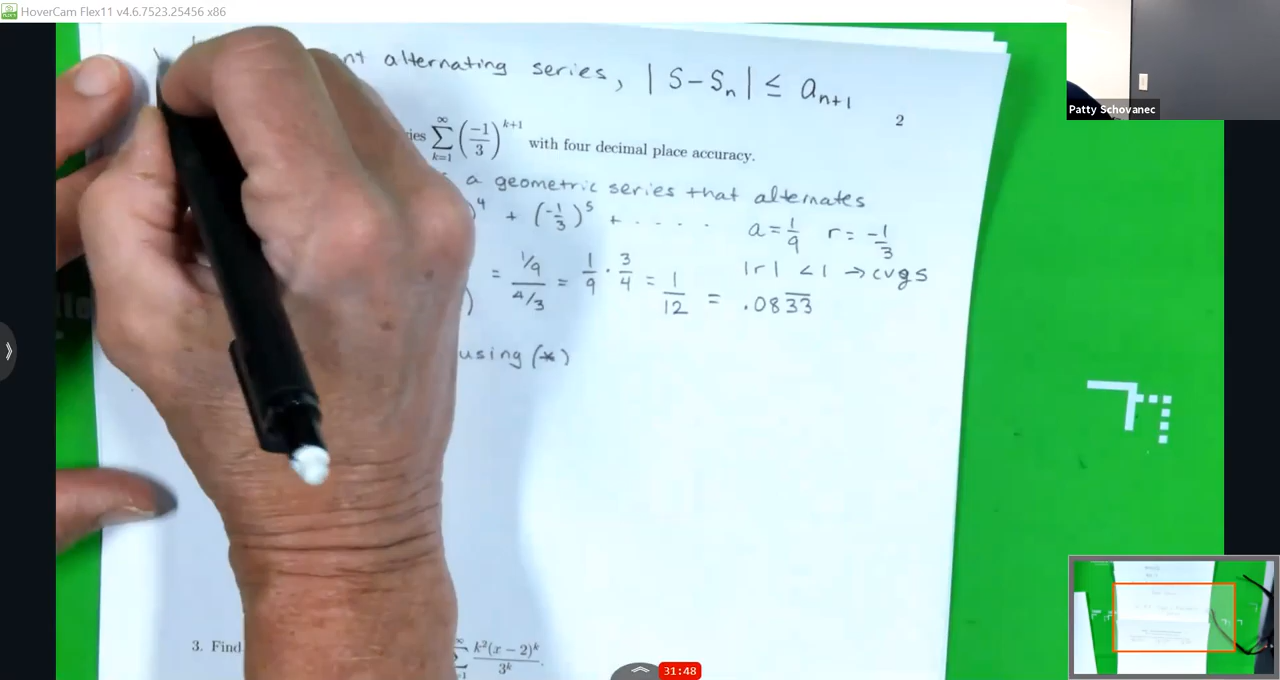 HoverCam Flex11 v4.6.7523.25456 x86
Patty Schovanec
nt alternating series, | S - Sₙ | ≤ aₙ₊₁
2
ies ∑_{k=1}^{∞} (-1/3)^{k+1} with four decimal place accuracy.
a geometric series that alternates
)⁴ + (-1/3)⁵ + ..... a = 1/9 r = -1/3
= (1/9)/(4/3) = 1/9 · 3/4 = 1/12 = .0833̅ |r| < 1 → cvgs
using (*)
3. Find k²(x − 2)ᵏ / 3ᵏ.
31:48